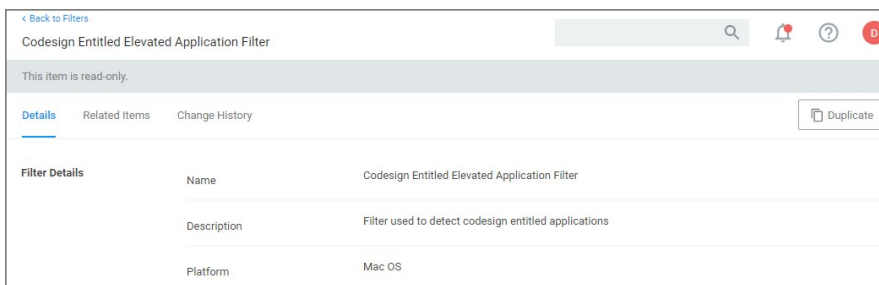 < Back to Filters
Codesign Entitled Elevated Application Filter
D
This item is read-only.
Details Related Items Change History Duplicate
Filter Details
Name Codesign Entitled Elevated Application Filter
Description Filter used to detect codesign entitled applications
Platform Mac OS